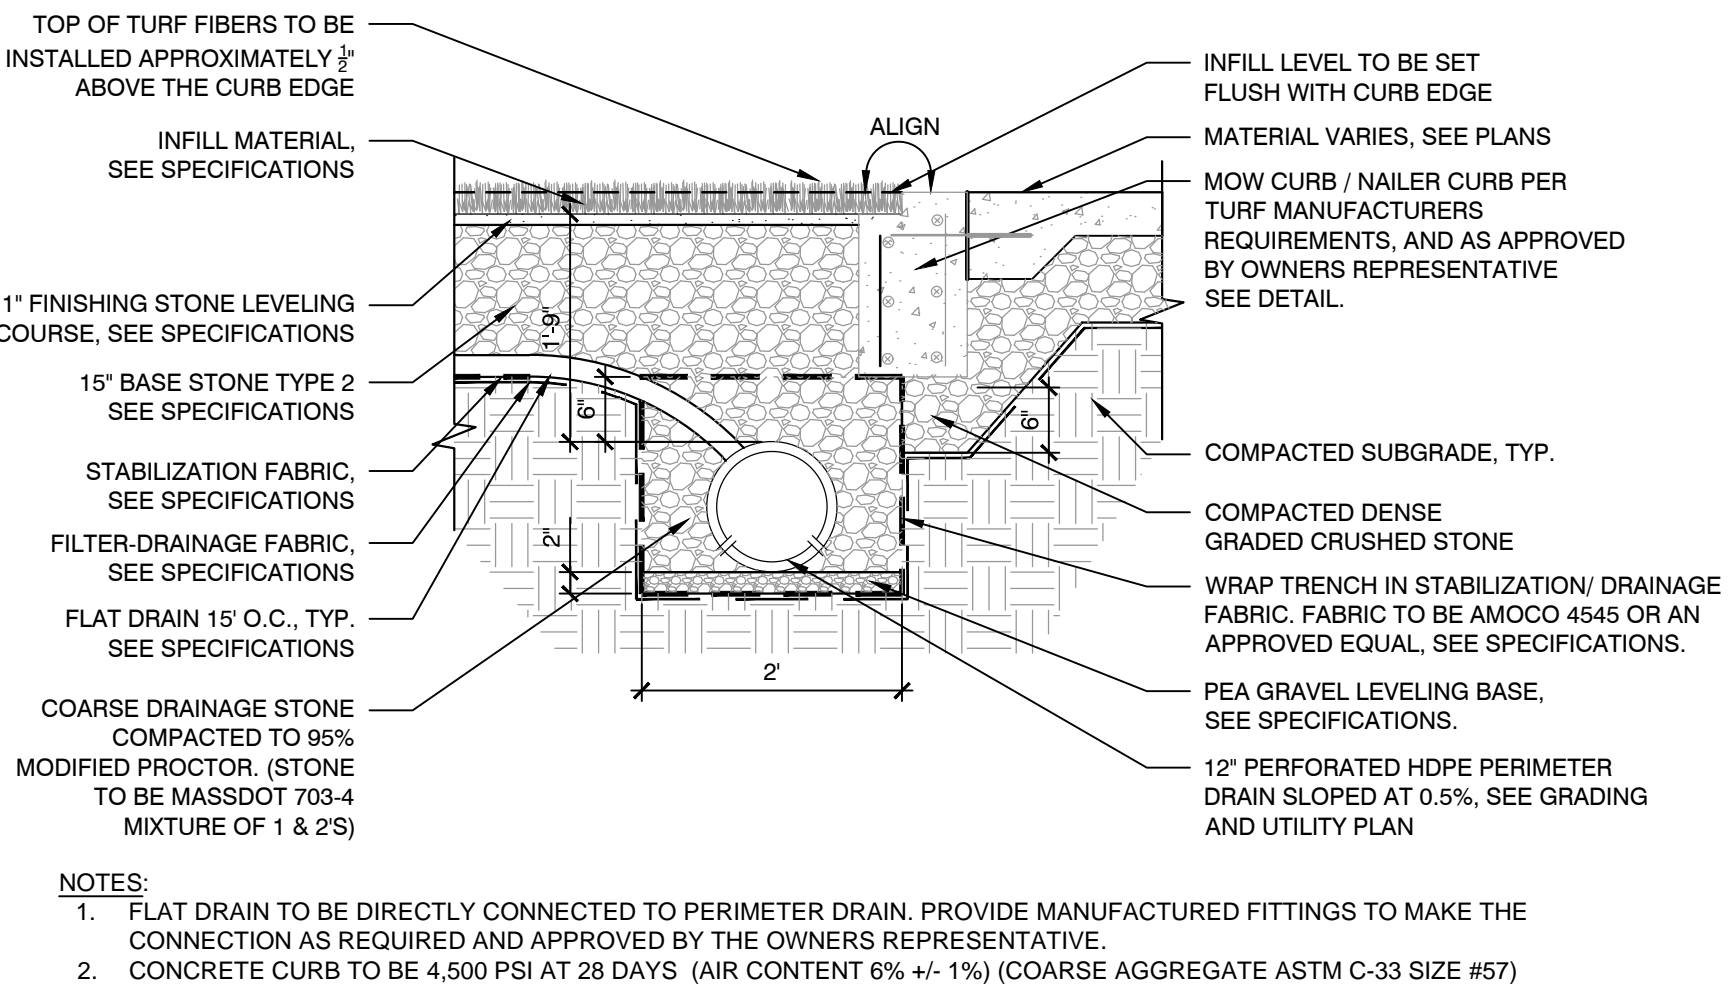 TOP OF TURF FIBERS TO BE
INSTALLED APPROXIMATELY 1/2"
ABOVE THE CURB EDGE
INFILL MATERIAL,
SEE SPECIFICATIONS
1" FINISHING STONE LEVELING
COURSE, SEE SPECIFICATIONS
15" BASE STONE TYPE 2
SEE SPECIFICATIONS
STABILIZATION FABRIC,
SEE SPECIFICATIONS
FILTER-DRAINAGE FABRIC,
SEE SPECIFICATIONS
FLAT DRAIN 15' O.C., TYP.
SEE SPECIFICATIONS
COARSE DRAINAGE STONE
COMPACTED TO 95%
MODIFIED PROCTOR. (STONE
TO BE MASSDOT 703-4
MIXTURE OF 1 & 2'S)
ALIGN
1'-9"
6"
2"
6"
2'
INFILL LEVEL TO BE SET
FLUSH WITH CURB EDGE
MATERIAL VARIES, SEE PLANS
MOW CURB / NAILER CURB PER
TURF MANUFACTURERS
REQUIREMENTS, AND AS APPROVED
BY OWNERS REPRESENTATIVE
SEE DETAIL.
COMPACTED SUBGRADE, TYP.
COMPACTED DENSE
GRADED CRUSHED STONE
WRAP TRENCH IN STABILIZATION/ DRAINAGE
FABRIC. FABRIC TO BE AMOCO 4545 OR AN
APPROVED EQUAL, SEE SPECIFICATIONS.
PEA GRAVEL LEVELING BASE,
SEE SPECIFICATIONS.
12" PERFORATED HDPE PERIMETER
DRAIN SLOPED AT 0.5%, SEE GRADING
AND UTILITY PLAN
NOTES:
1. FLAT DRAIN TO BE DIRECTLY CONNECTED TO PERIMETER DRAIN. PROVIDE MANUFACTURED FITTINGS TO MAKE THE
CONNECTION AS REQUIRED AND APPROVED BY THE OWNERS REPRESENTATIVE.
2. CONCRETE CURB TO BE 4,500 PSI AT 28 DAYS (AIR CONTENT 6% +/- 1%) (COARSE AGGREGATE ASTM C-33 SIZE #57)